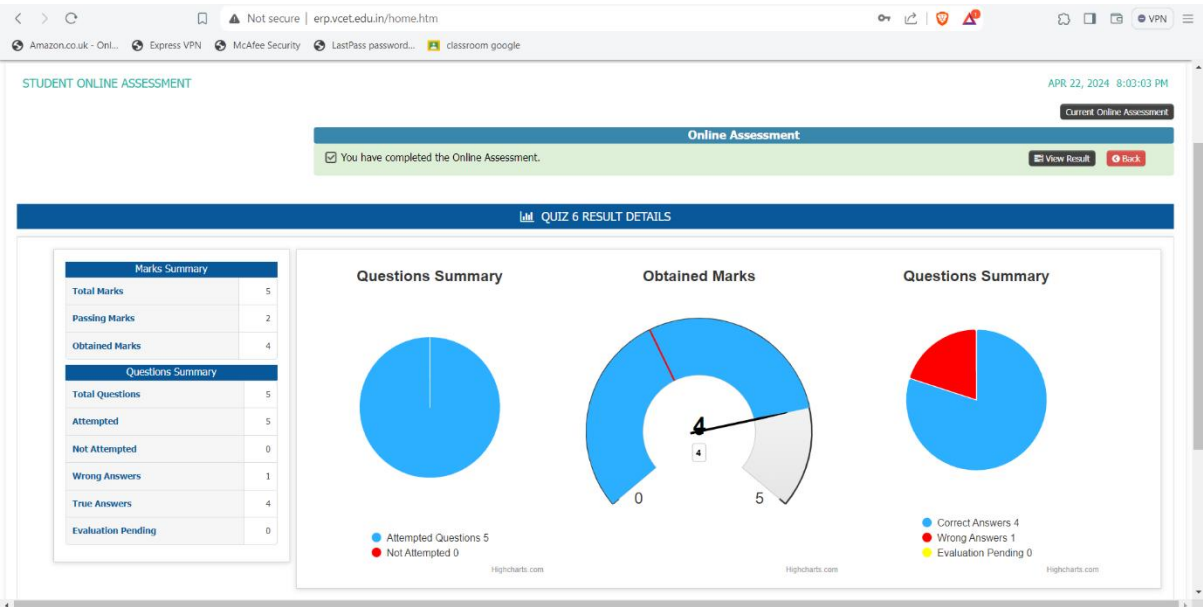 Not secure | erp.vcet.edu.in/home.htm
VPN
Amazon.co.uk - Onl... Express VPN McAfee Security LastPass password... classroom google
STUDENT ONLINE ASSESSMENT
APR 22, 2024 8:03:03 PM
Current Online Assessment
Online Assessment
You have completed the Online Assessment.
View Result
Back
QUIZ 6 RESULT DETAILS
Marks Summary
Total Marks 5
Passing Marks 2
Obtained Marks 4
Questions Summary
Total Questions 5
Attempted 5
Not Attempted 0
Wrong Answers 1
True Answers 4
Evaluation Pending 0
Questions Summary
Attempted Questions 5
Not Attempted 0
Highcharts.com
Obtained Marks
4
4
0 5
Highcharts.com
Questions Summary
Correct Answers 4
Wrong Answers 1
Evaluation Pending 0
Highcharts.com